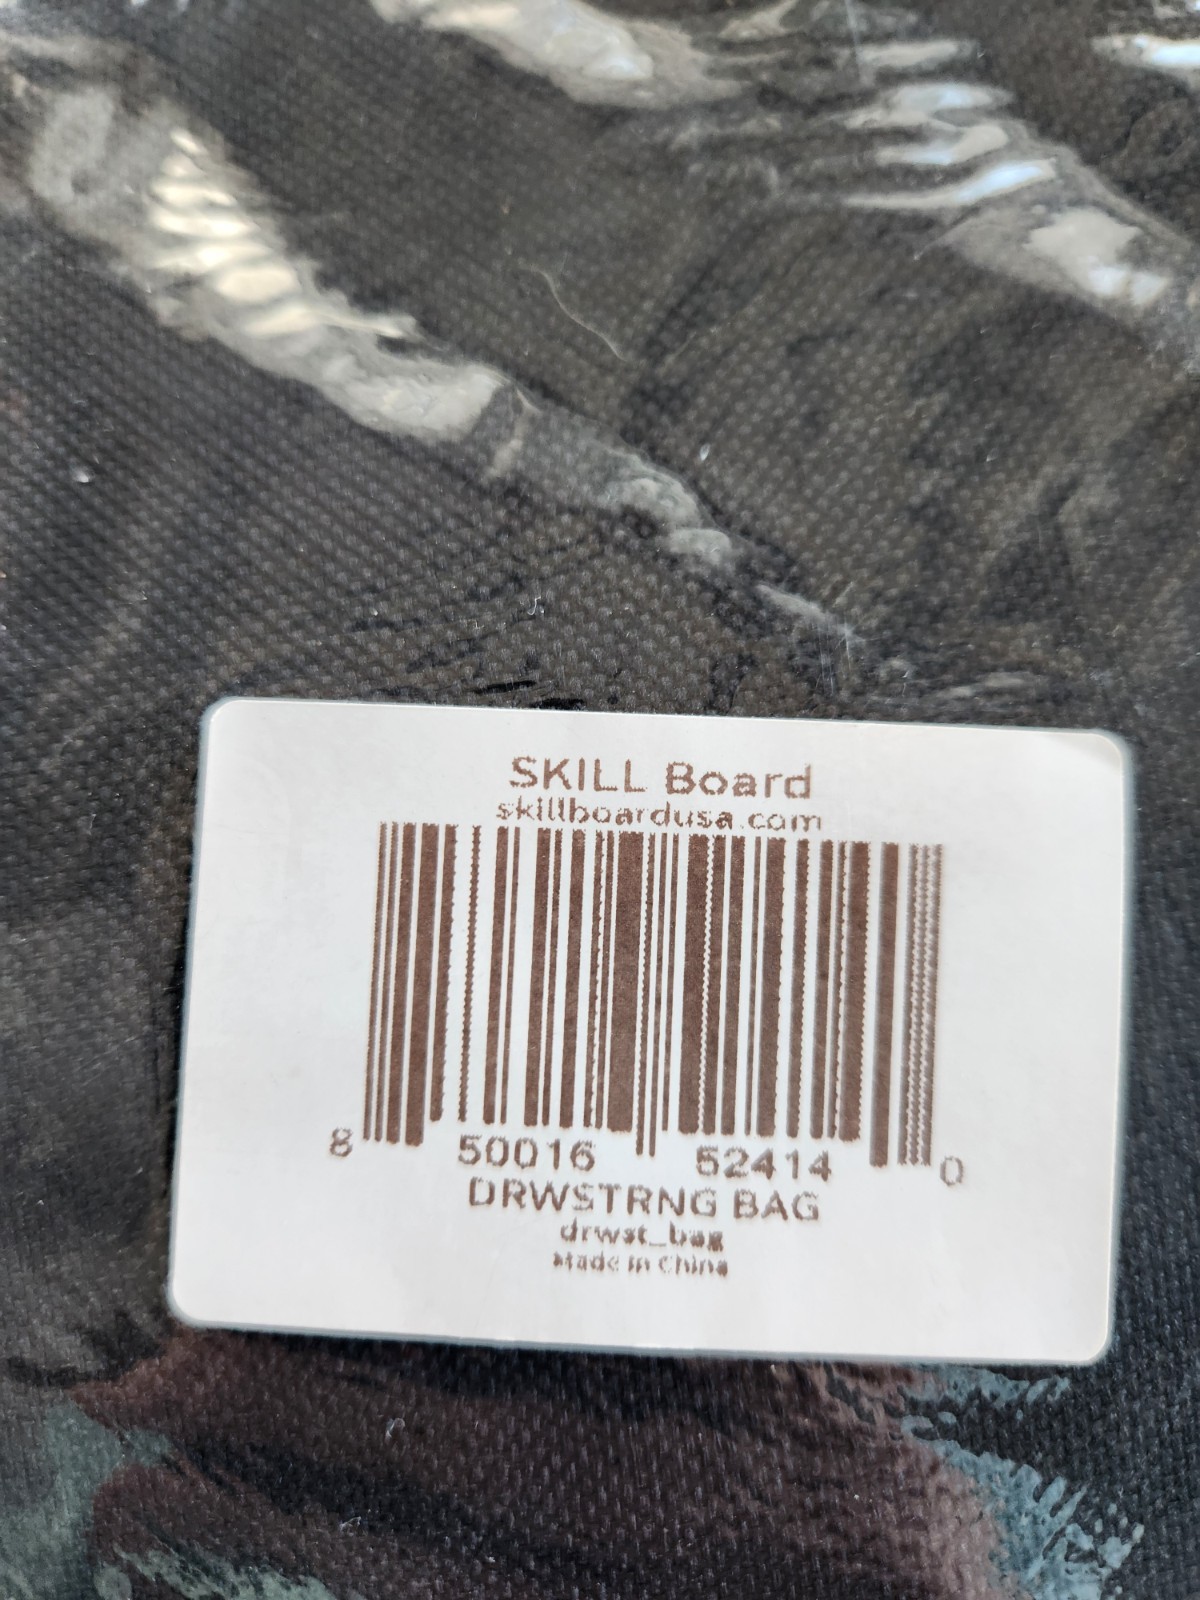 SKILL Board
skillboardusa.com
8 50016 52414 0
DRWSTRNG BAG
drwst_bag
Made in China